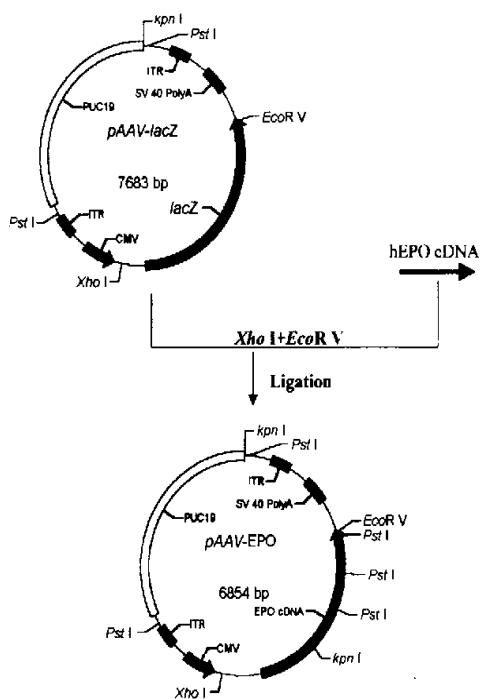 kpn I
Pst I
ITR
SV 40 PolyA
PUC19
EcoR V
pAAV-lacZ
7683 bp
lacZ
Pst I
ITR
CMV
Xho I
hEPO cDNA
Xho I+EcoR V
Ligation
kpn I
Pst I
ITR
SV 40 PolyA
PUC19
EcoR V
Pst I
pAAV-EPO
Pst I
6854 bp
EPO cDNA
Pst I
Pst I
ITR
CMV
kpn I
Xho I